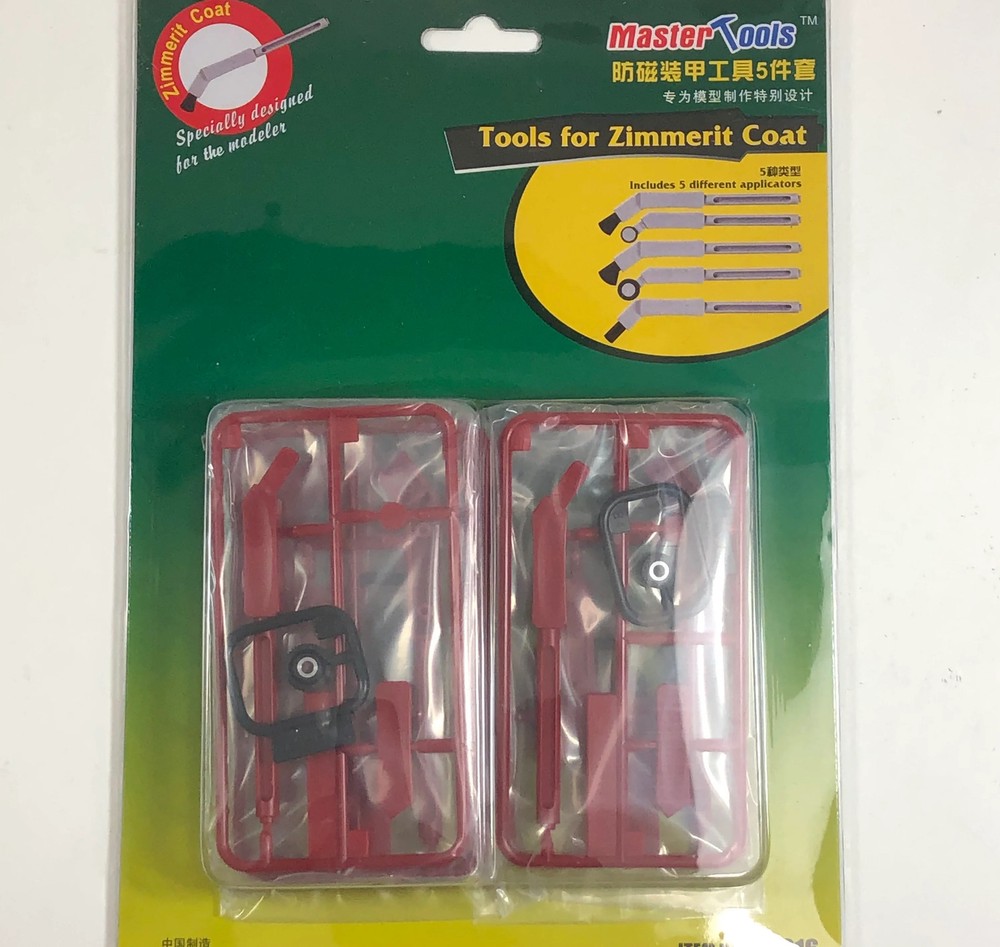 Zimmerit Coat
Specially designed
for the modeler
Master Tools™
防磁装甲工具5件套
专为模型制作特别设计
Tools for Zimmerit Coat
5种类型
Includes 5 different applicators
中国制造